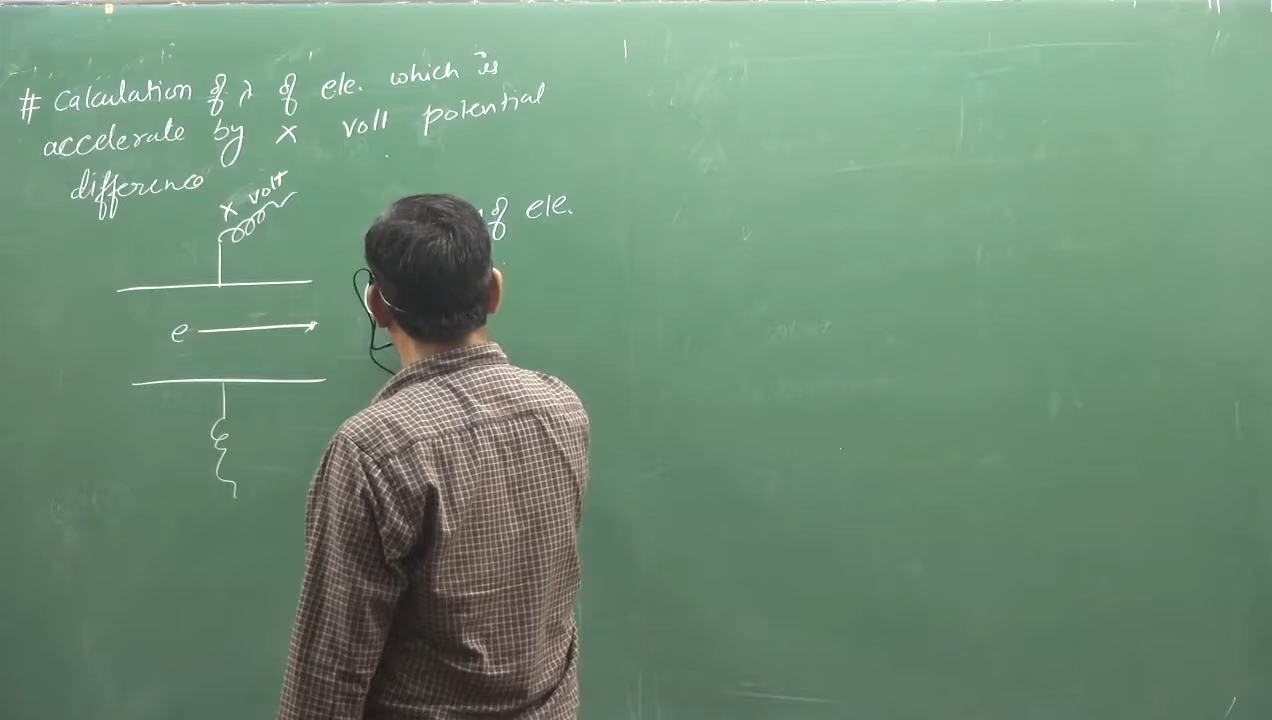 # Calculation of λ of ele. which is
accelerate by x volt potential
difference
x volt
of ele.
e